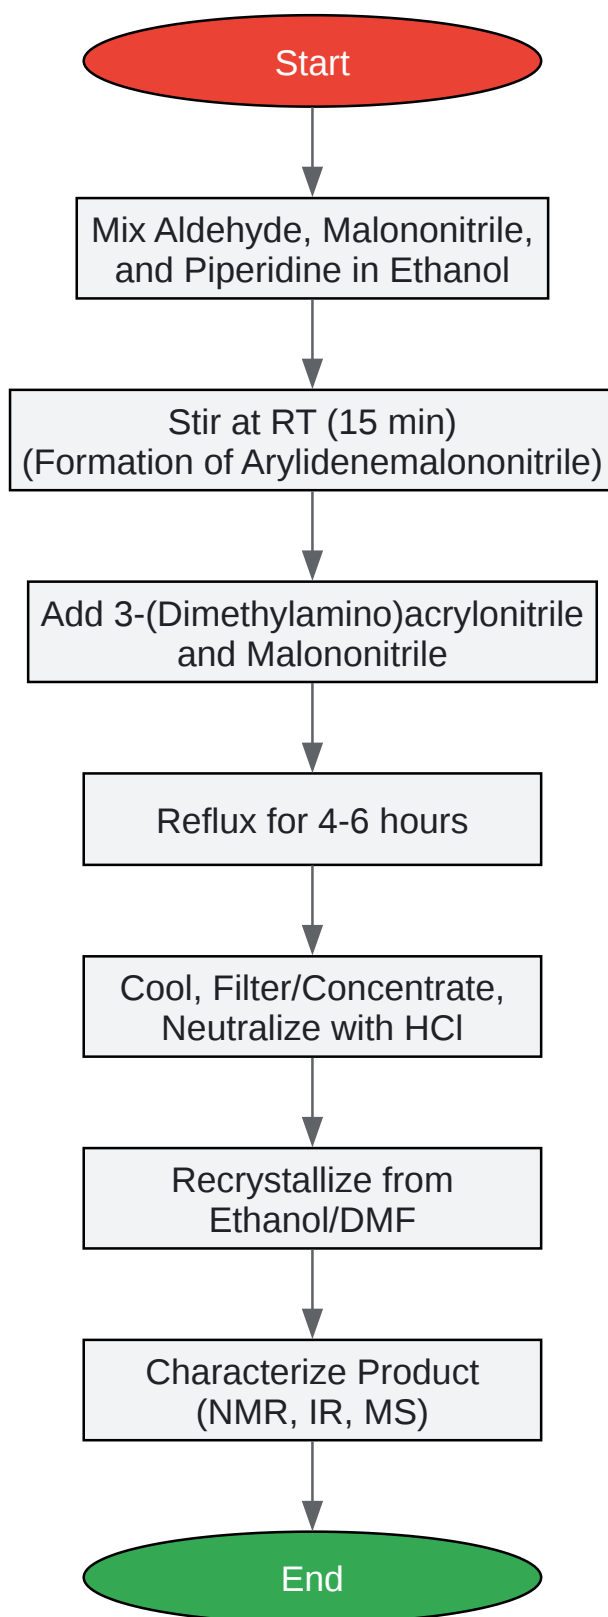 Start
Mix Aldehyde, Malononitrile,
and Piperidine in Ethanol
Stir at RT (15 min)
(Formation of Arylidenemalononitrile)
Add 3-(Dimethylamino)acrylonitrile
and Malononitrile
Reflux for 4-6 hours
Cool, Filter/Concentrate,
Neutralize with HCl
Recrystallize from
Ethanol/DMF
Characterize Product
(NMR, IR, MS)
End